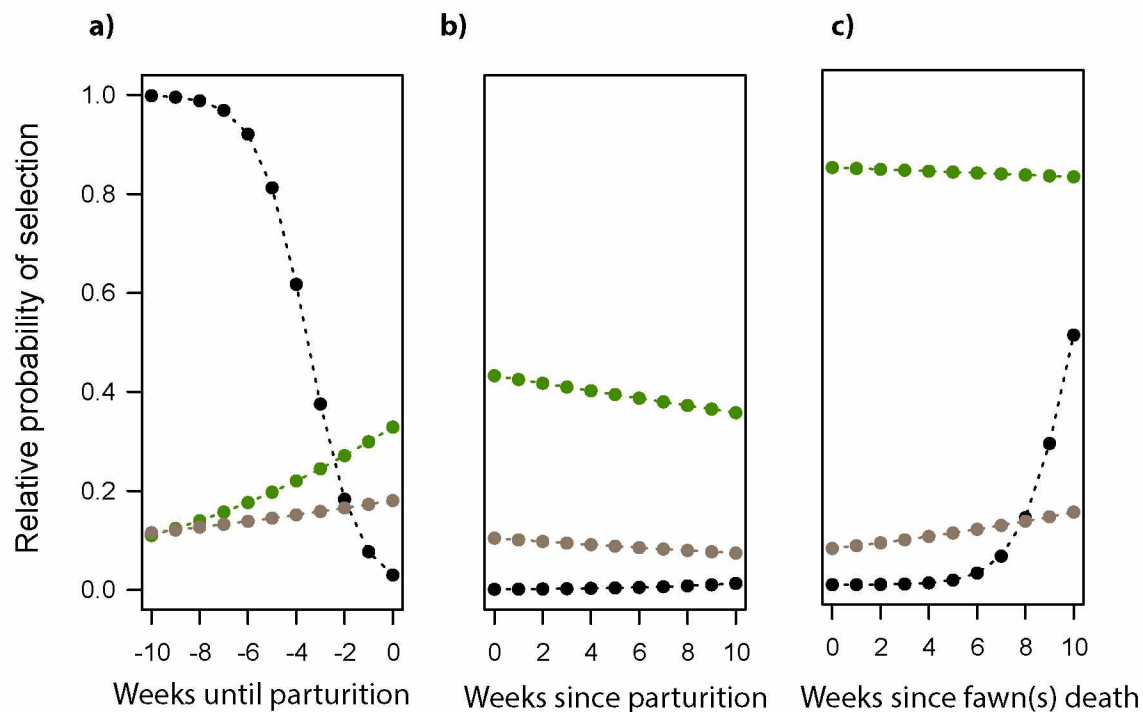 a)
b)
c)
Relative probability of selection
1.0
0.8
0.6
0.4
0.2
0.0
-10 -8 -6 -4 -2 0
0 2 4 6 8 10
0 2 4 6 8 10
Weeks until parturition
Weeks since parturition
Weeks since fawn(s) death